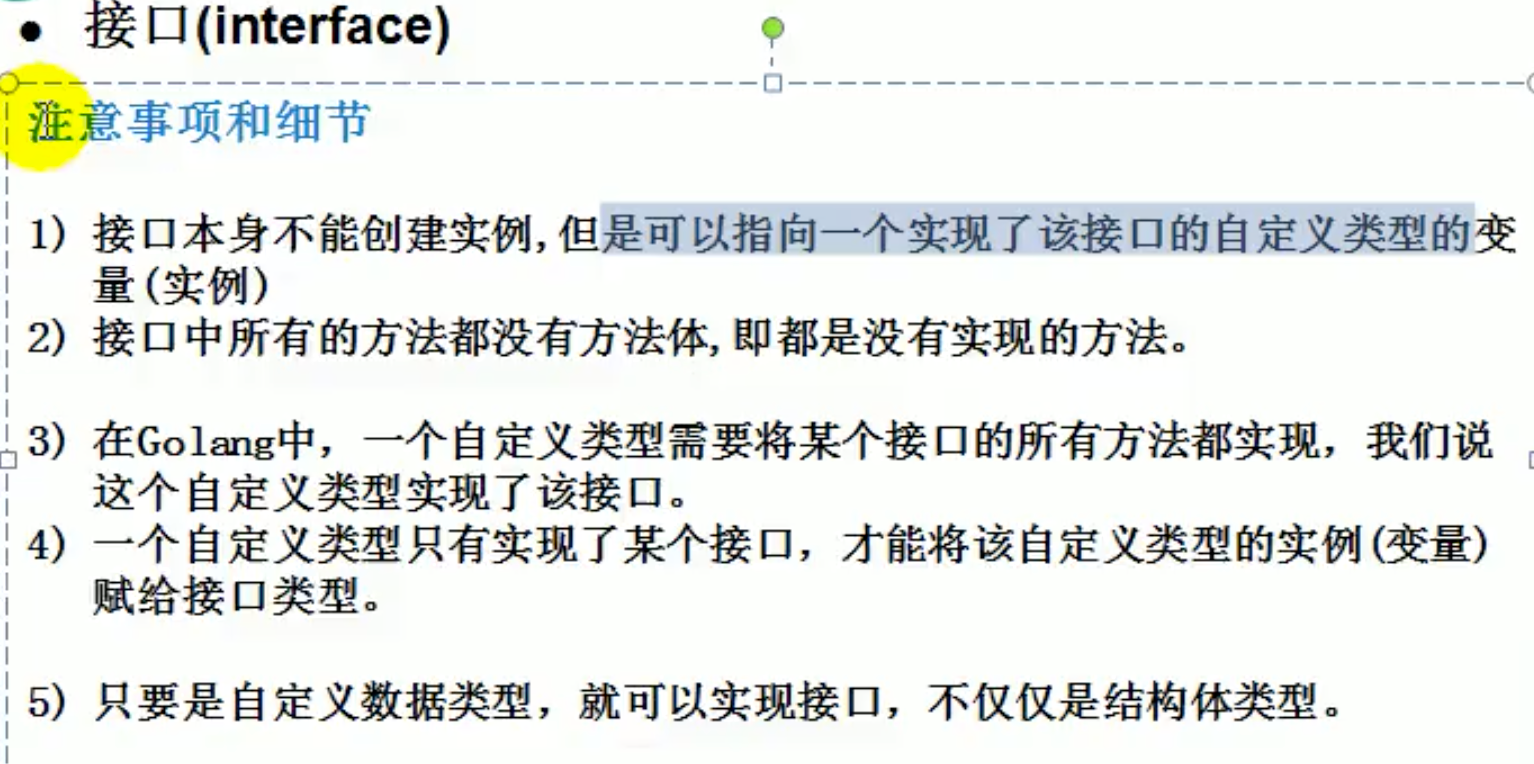 ● 接口(interface)
注意事项和细节
1) 接口本身不能创建实例,但是可以指向一个实现了该接口的自定义类型的变
量(实例)
2) 接口中所有的方法都没有方法体,即都是没有实现的方法。
3) 在Golang中，一个自定义类型需要将某个接口的所有方法都实现，我们说
这个自定义类型实现了该接口。
4) 一个自定义类型只有实现了某个接口，才能将该自定义类型的实例(变量)
赋给接口类型。
5) 只要是自定义数据类型，就可以实现接口，不仅仅是结构体类型。